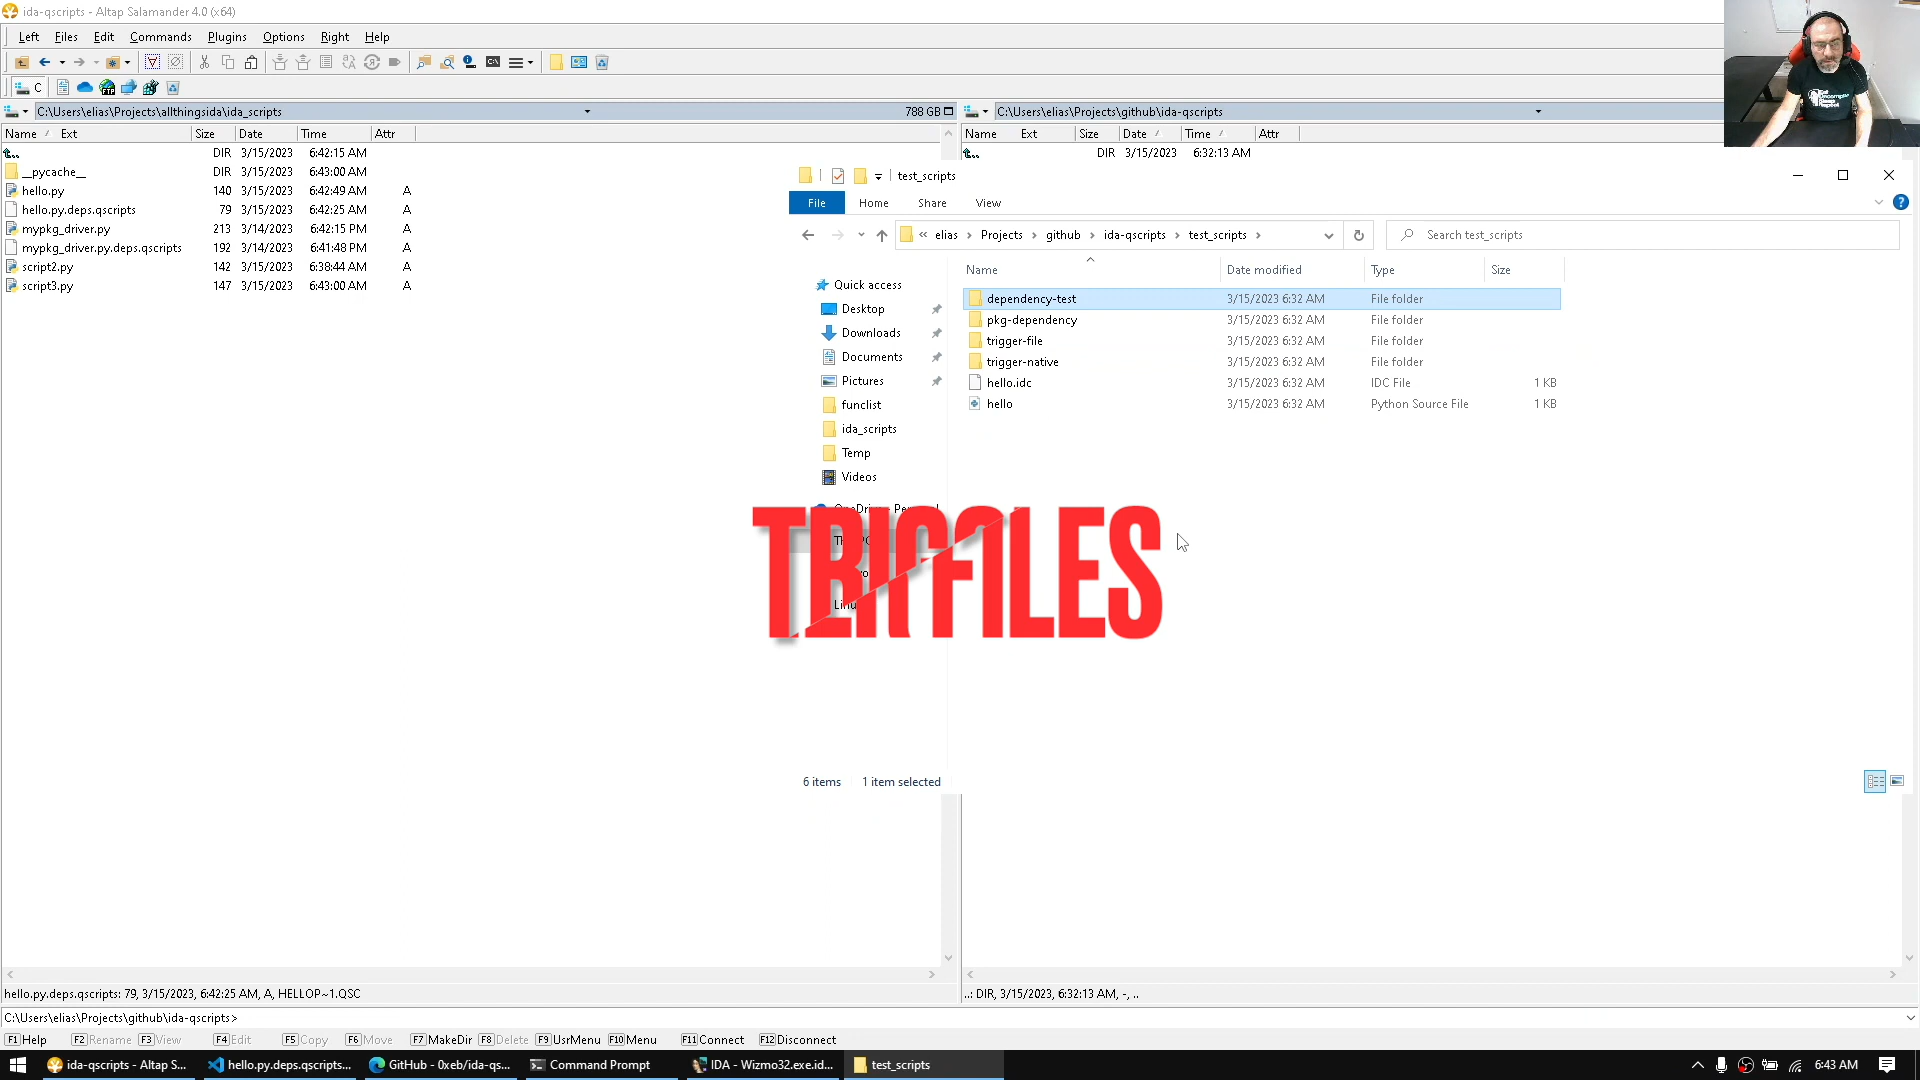 ida-qscripts - Altap Salamander 4.0 (x64)
Left Files Edit Commands Plugins Options Right Help
C
C:\Users\elias\Projects\allthingsida\ida_scripts 788 GB
Name Ext Size Date Time Attr
.. DIR 3/15/2023 6:42:15 AM
__pycache__ DIR 3/15/2023 6:43:00 AM
hello.py 140 3/15/2023 6:42:49 AM A
hello.py.deps.qscripts 79 3/15/2023 6:42:25 AM A
mypkg_driver.py 213 3/14/2023 6:42:15 PM A
mypkg_driver.py.deps.qscripts 192 3/14/2023 6:41:48 PM A
script2.py 142 3/15/2023 6:38:44 AM A
script3.py 147 3/15/2023 6:43:00 AM A
C:\Users\elias\Projects\github\ida-qscripts
Name Ext Size Date Time Attr
.. DIR 3/15/2023 6:32:13 AM
test_scripts
File Home Share View
« elias › Projects › github › ida-qscripts › test_scripts ›
Search test_scripts
Quick access
Desktop
Downloads
Documents
Pictures
funclist
ida_scripts
Temp
Videos
Name Date modified Type Size
dependency-test 3/15/2023 6:32 AM File folder
pkg-dependency 3/15/2023 6:32 AM File folder
trigger-file 3/15/2023 6:32 AM File folder
trigger-native 3/15/2023 6:32 AM File folder
hello.idc 3/15/2023 6:32 AM IDC File 1 KB
hello 3/15/2023 6:32 AM Python Source File 1 KB
6 items 1 item selected
hello.py.deps.qscripts: 79, 3/15/2023, 6:42:25 AM, A, HELLOP~1.QSC
..: DIR, 3/15/2023, 6:32:13 AM, -, ..
C:\Users\elias\Projects\github\ida-qscripts>
F1 Help F2 Rename F3 View F4 Edit F5 Copy F6 Move F7 MakeDir F8 Delete F9 UsrMenu F10 Menu F11 Connect F12 Disconnect
ida-qscripts - Altap S... hello.py.deps.qscripts... GitHub - 0xeb/ida-qs... Command Prompt IDA - Wizmo32.exe.id... test_scripts 6:43 AM